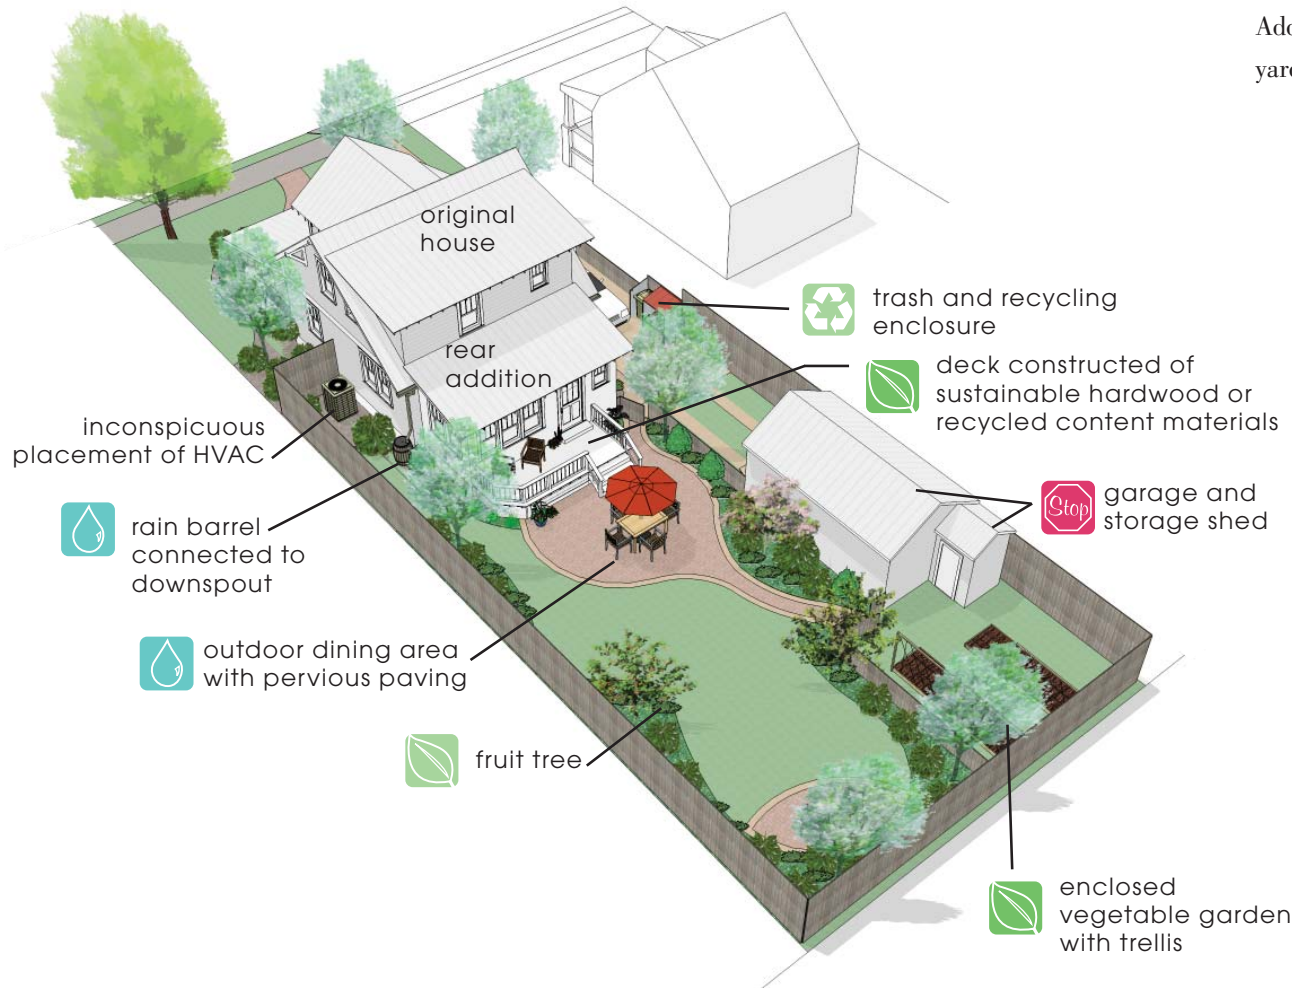 original
house
trash and recycling
enclosure
rear
addition
deck constructed of
sustainable hardwood or
recycled content materials
inconspicuous
placement of HVAC
Stop
garage and
storage shed
rain barrel
connected to
downspout
outdoor dining area
with pervious paving
fruit tree
enclosed
vegetable garden
with trellis